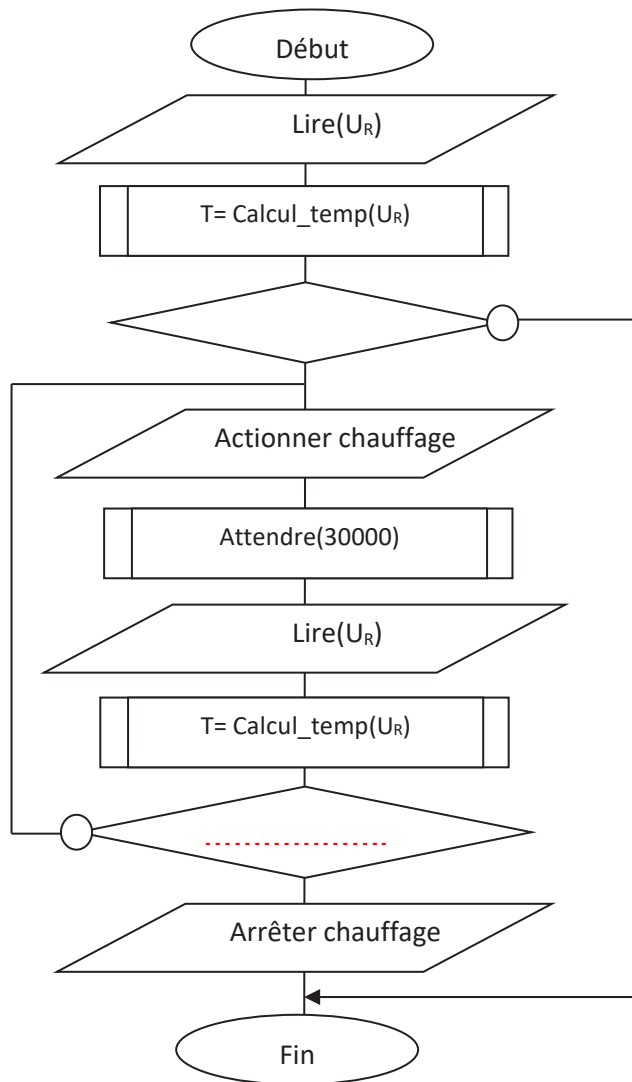 Début
Lire(UR)
T= Calcul_temp(UR)
Actionner chauffage
Attendre(30000)
Lire(UR)
T= Calcul_temp(UR)
Arrêter chauffage
Fin